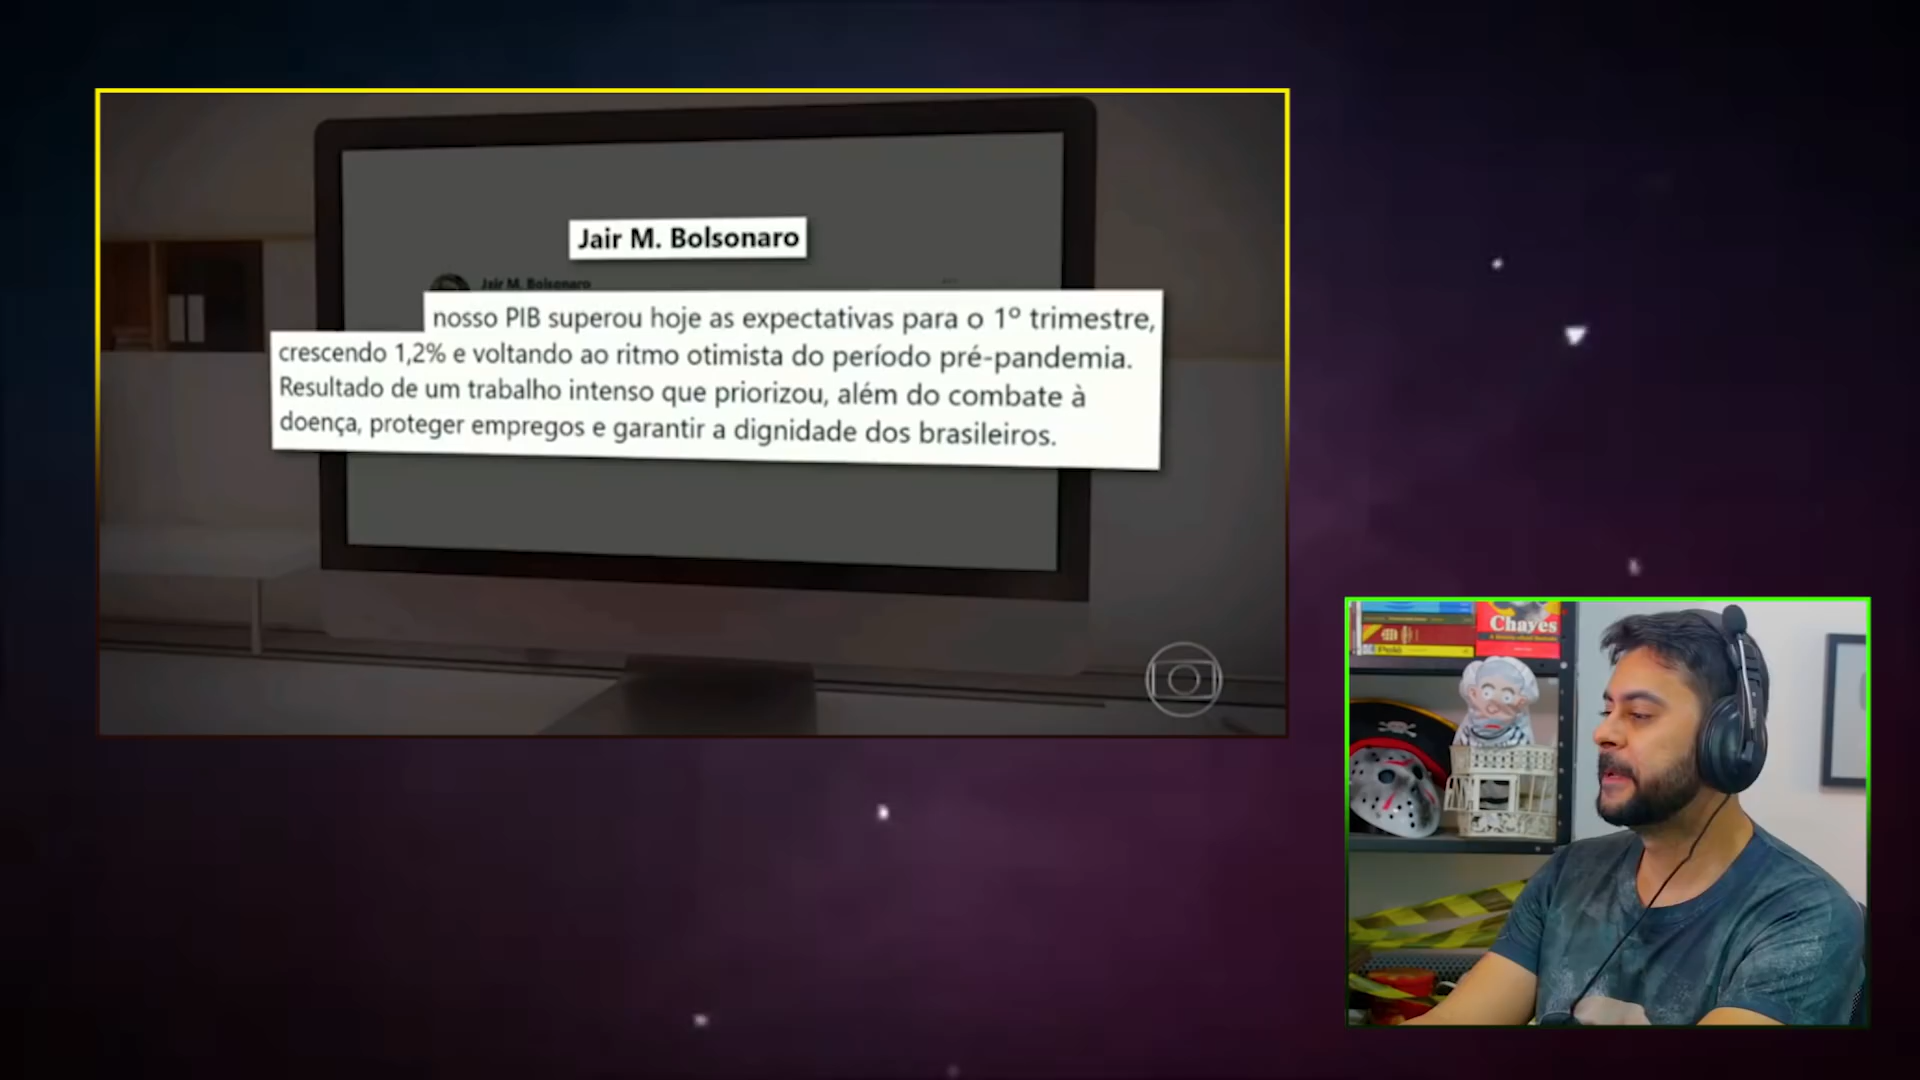 Jair M. Bolsonaro
Jair M. Bolsonaro
nosso PIB superou hoje as expectativas para o 1º trimestre,
crescendo 1,2% e voltando ao ritmo otimista do período pré-pandemia.
Resultado de um trabalho intenso que priorizou, além do combate à
doença, proteger empregos e garantir a dignidade dos brasileiros.
Chaves
Pelé